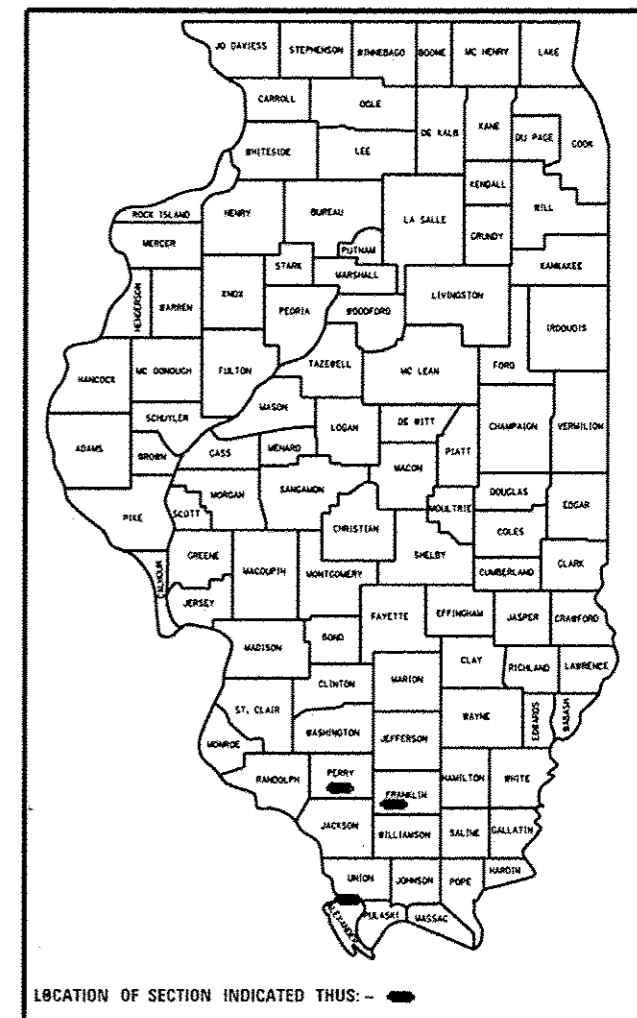 JO DAVIESS STEPHENSON WINNEBAGO BOONE MC HENRY LAKE
CARROLL OGLE DE KALB KANE DU PAGE COOK
WHITESIDE LEE
KENDALL WILL
ROCK ISLAND HENRY BUREAU LA SALLE GRUNDY
MERCER PUTNAM
STARK MARSHALL KANKAKEE
HENDERSON WARREN KNOX PEORIA WOODFORD LIVINGSTON IROQUOIS
HANCOCK MC DONOUGH FULTON TAZEWELL MC LEAN FORD
SCHUYLER MASON LOGAN DE WITT CHAMPAIGN VERMILION
ADAMS BROWN CASS MENARD MACON PIATT
PIKE SCOTT MORGAN SANGAMON CHRISTIAN MOULTRIE DOUGLAS EDGAR
COLES
CALHOUN GREENE MACOUPIN MONTGOMERY SHELBY CUMBERLAND CLARK
JERSEY FAYETTE EFFINGHAM JASPER CRAWFORD
MADISON BOND
CLAY RICHLAND LAWRENCE
CLINTON MARION
ST. CLAIR WAYNE EDWARDS WABASH
MONROE WASHINGTON JEFFERSON
RANDOLPH PERRY FRANKLIN HAMILTON WHITE
JACKSON WILLIAMSON SALINE GALLATIN
UNION JOHNSON POPE HARDIN
ALEXANDER PULASKI MASSAC
LOCATION OF SECTION INDICATED THUS: -